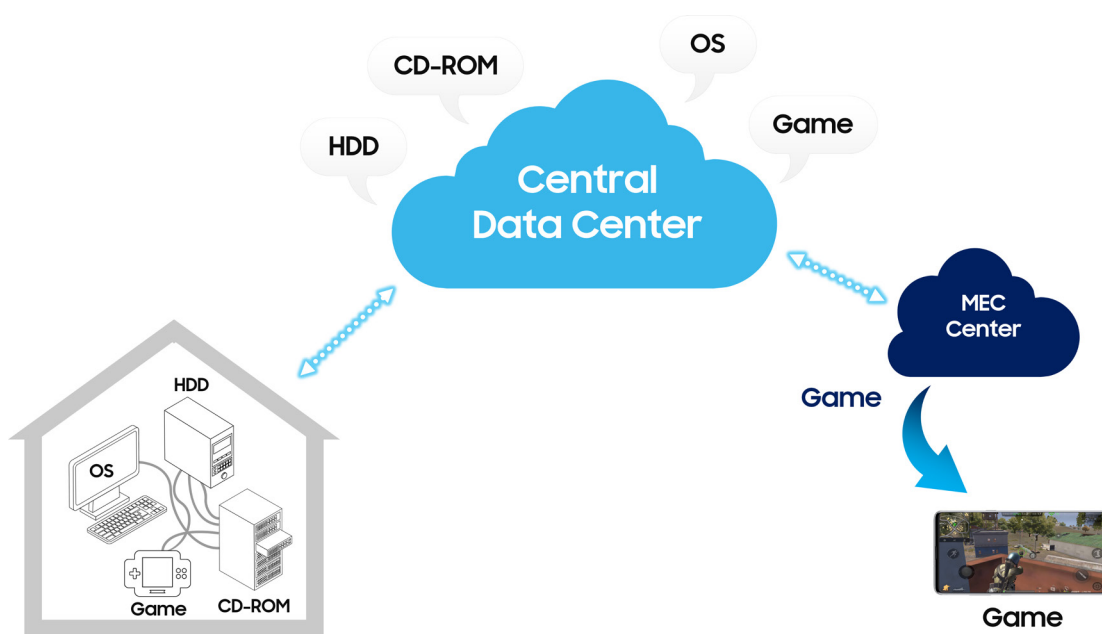 OS
CD-ROM
Game
HDD
Central
Data Center
MEC
Center
Game
HDD
OS
Game
CD-ROM
Game